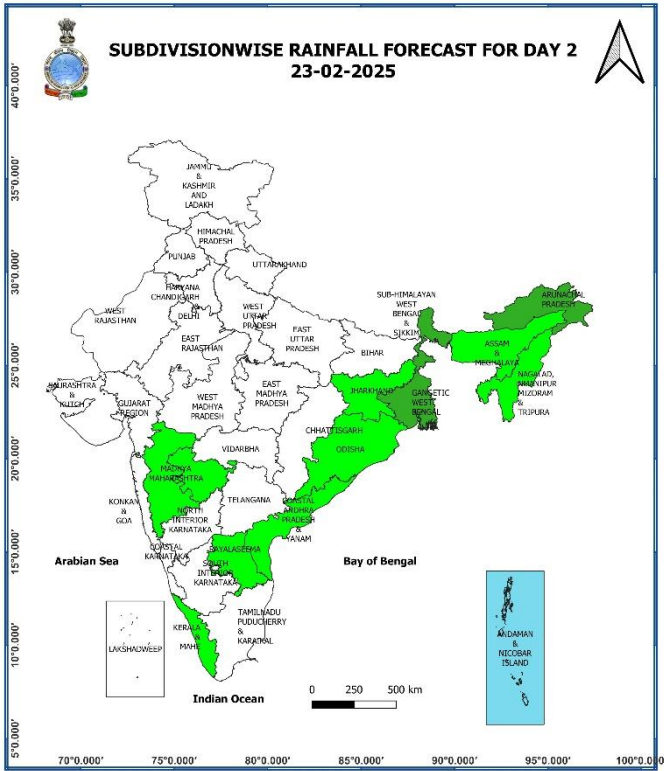 SUBDIVISIONWISE RAINFALL FORECAST FOR DAY 2
23-02-2025
40°0.000'
35°0.000'
30°0.000'
25°0.000'
20°0.000'
15°0.000'
10°0.000'
5°0.000'
JAMMU
&
KASHMIR
AND
LADAKH
HIMACHAL
PRADESH
PUNJAB
UTTARAKHAND
HARYANA
CHANDIGARH
&
DELHI
WEST
RAJASTHAN
WEST
UTTAR
PRADESH
EAST
RAJASTHAN
EAST
UTTAR
PRADESH
SUB-HIMALAYAN
WEST
BENGAL
&
SIKKIM
ARUNACHAL
PRADESH
BIHAR
ASSAM
&
MEGHALAYA
SAURASHTRA
&
KUTCH
GUJARAT
REGION
WEST
MADHYA
PRADESH
EAST
MADHYA
PRADESH
JHARKHAND
GANGETIC
WEST
BENGAL
MIZORAM
&
TRIPURA
CHHATTISGARH
ODISHA
VIDARBHA
MADHYA
MAHARASHTRA
KONKAN
&
GOA
NORTH
INTERIOR
KARNATAKA
TELANGANA
COASTAL
ANDHRA
PRADESH
&
YANAM
Arabian Sea
COASTAL
KARNATAKA
RAYALASEEMA
SOUTH
INTERIOR
KARNATAKA
Bay of Bengal
LAKSHADWEEP
KERALA
&
MAHE
TAMILNADU
PUDUCHERRY
&
KARAIKAL
ANDAMAN
&
NICOBAR
ISLAND
Indian Ocean
0 250 500 km
70°0.000' 75°0.000' 80°0.000' 85°0.000' 90°0.000' 95°0.000' 100°0.000'